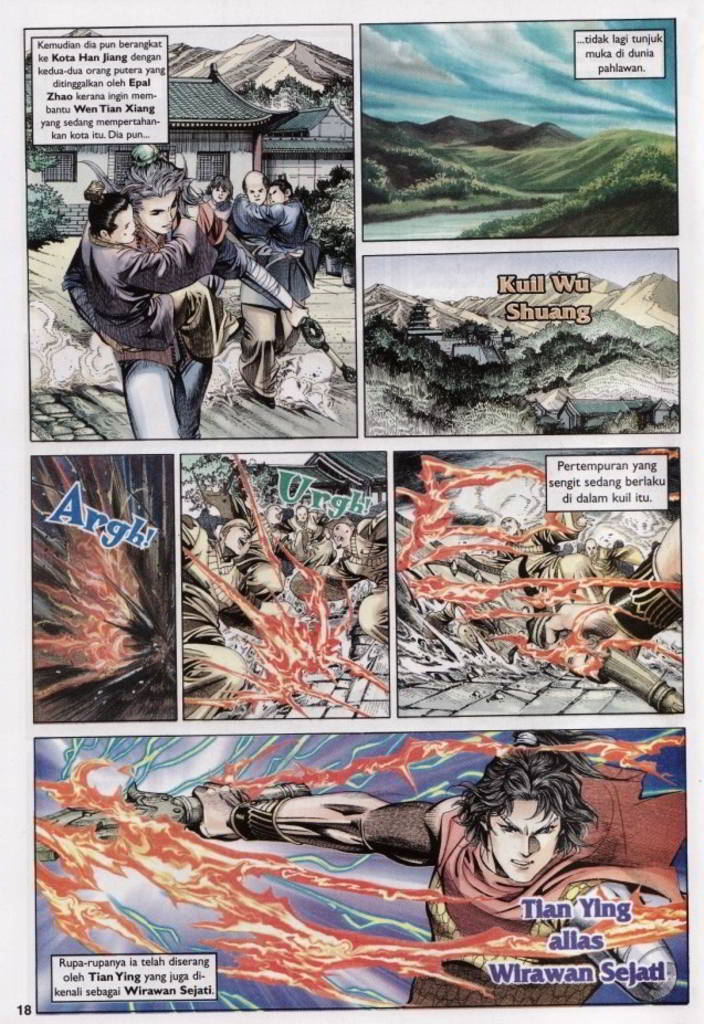 Kemudian dia pun berangkat
ke Kota Han Jiang dengan
kedua-dua orang putera yang
ditinggalkan oleh Epal
Zhao kerana ingin mem-
bantu Wen Tian Xiang
yang sedang mempertahan-
kan kota itu. Dia pun...
...tidak lagi tunjuk
muka di dunia
pahlawan.
Kuil Wu
Shuang
Argh!
Urgh!
Pertempuran yang
sengit sedang berlaku
di dalam kuil itu.
Tian Ying
alias
Wirawan Sejati
Rupa-rupanya ia telah diserang
oleh Tian Ying yang juga di-
kenali sebagai Wirawan Sejati.
18